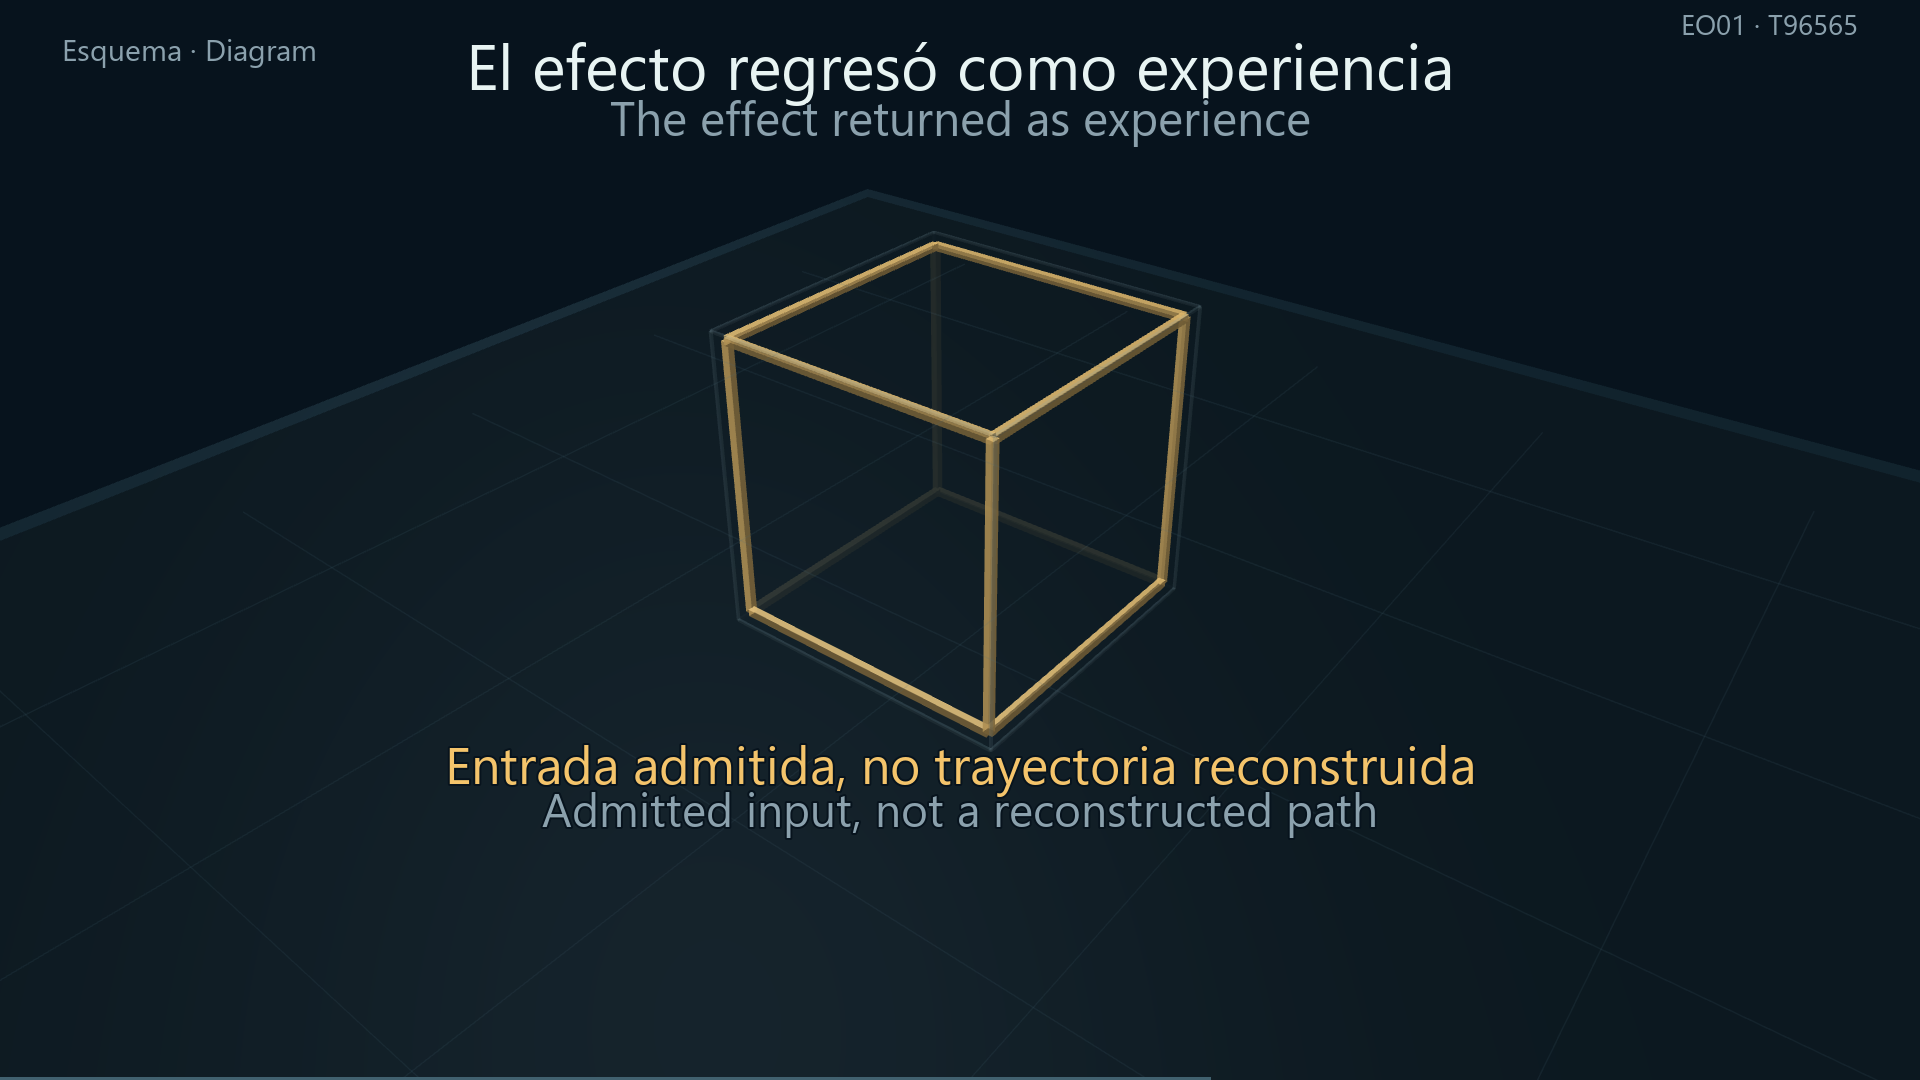 Esquema · Diagram
EO01 · T96565
El efecto regresó como experiencia
The effect returned as experience
Entrada admitida, no trayectoria reconstruida
Admitted input, not a reconstructed path